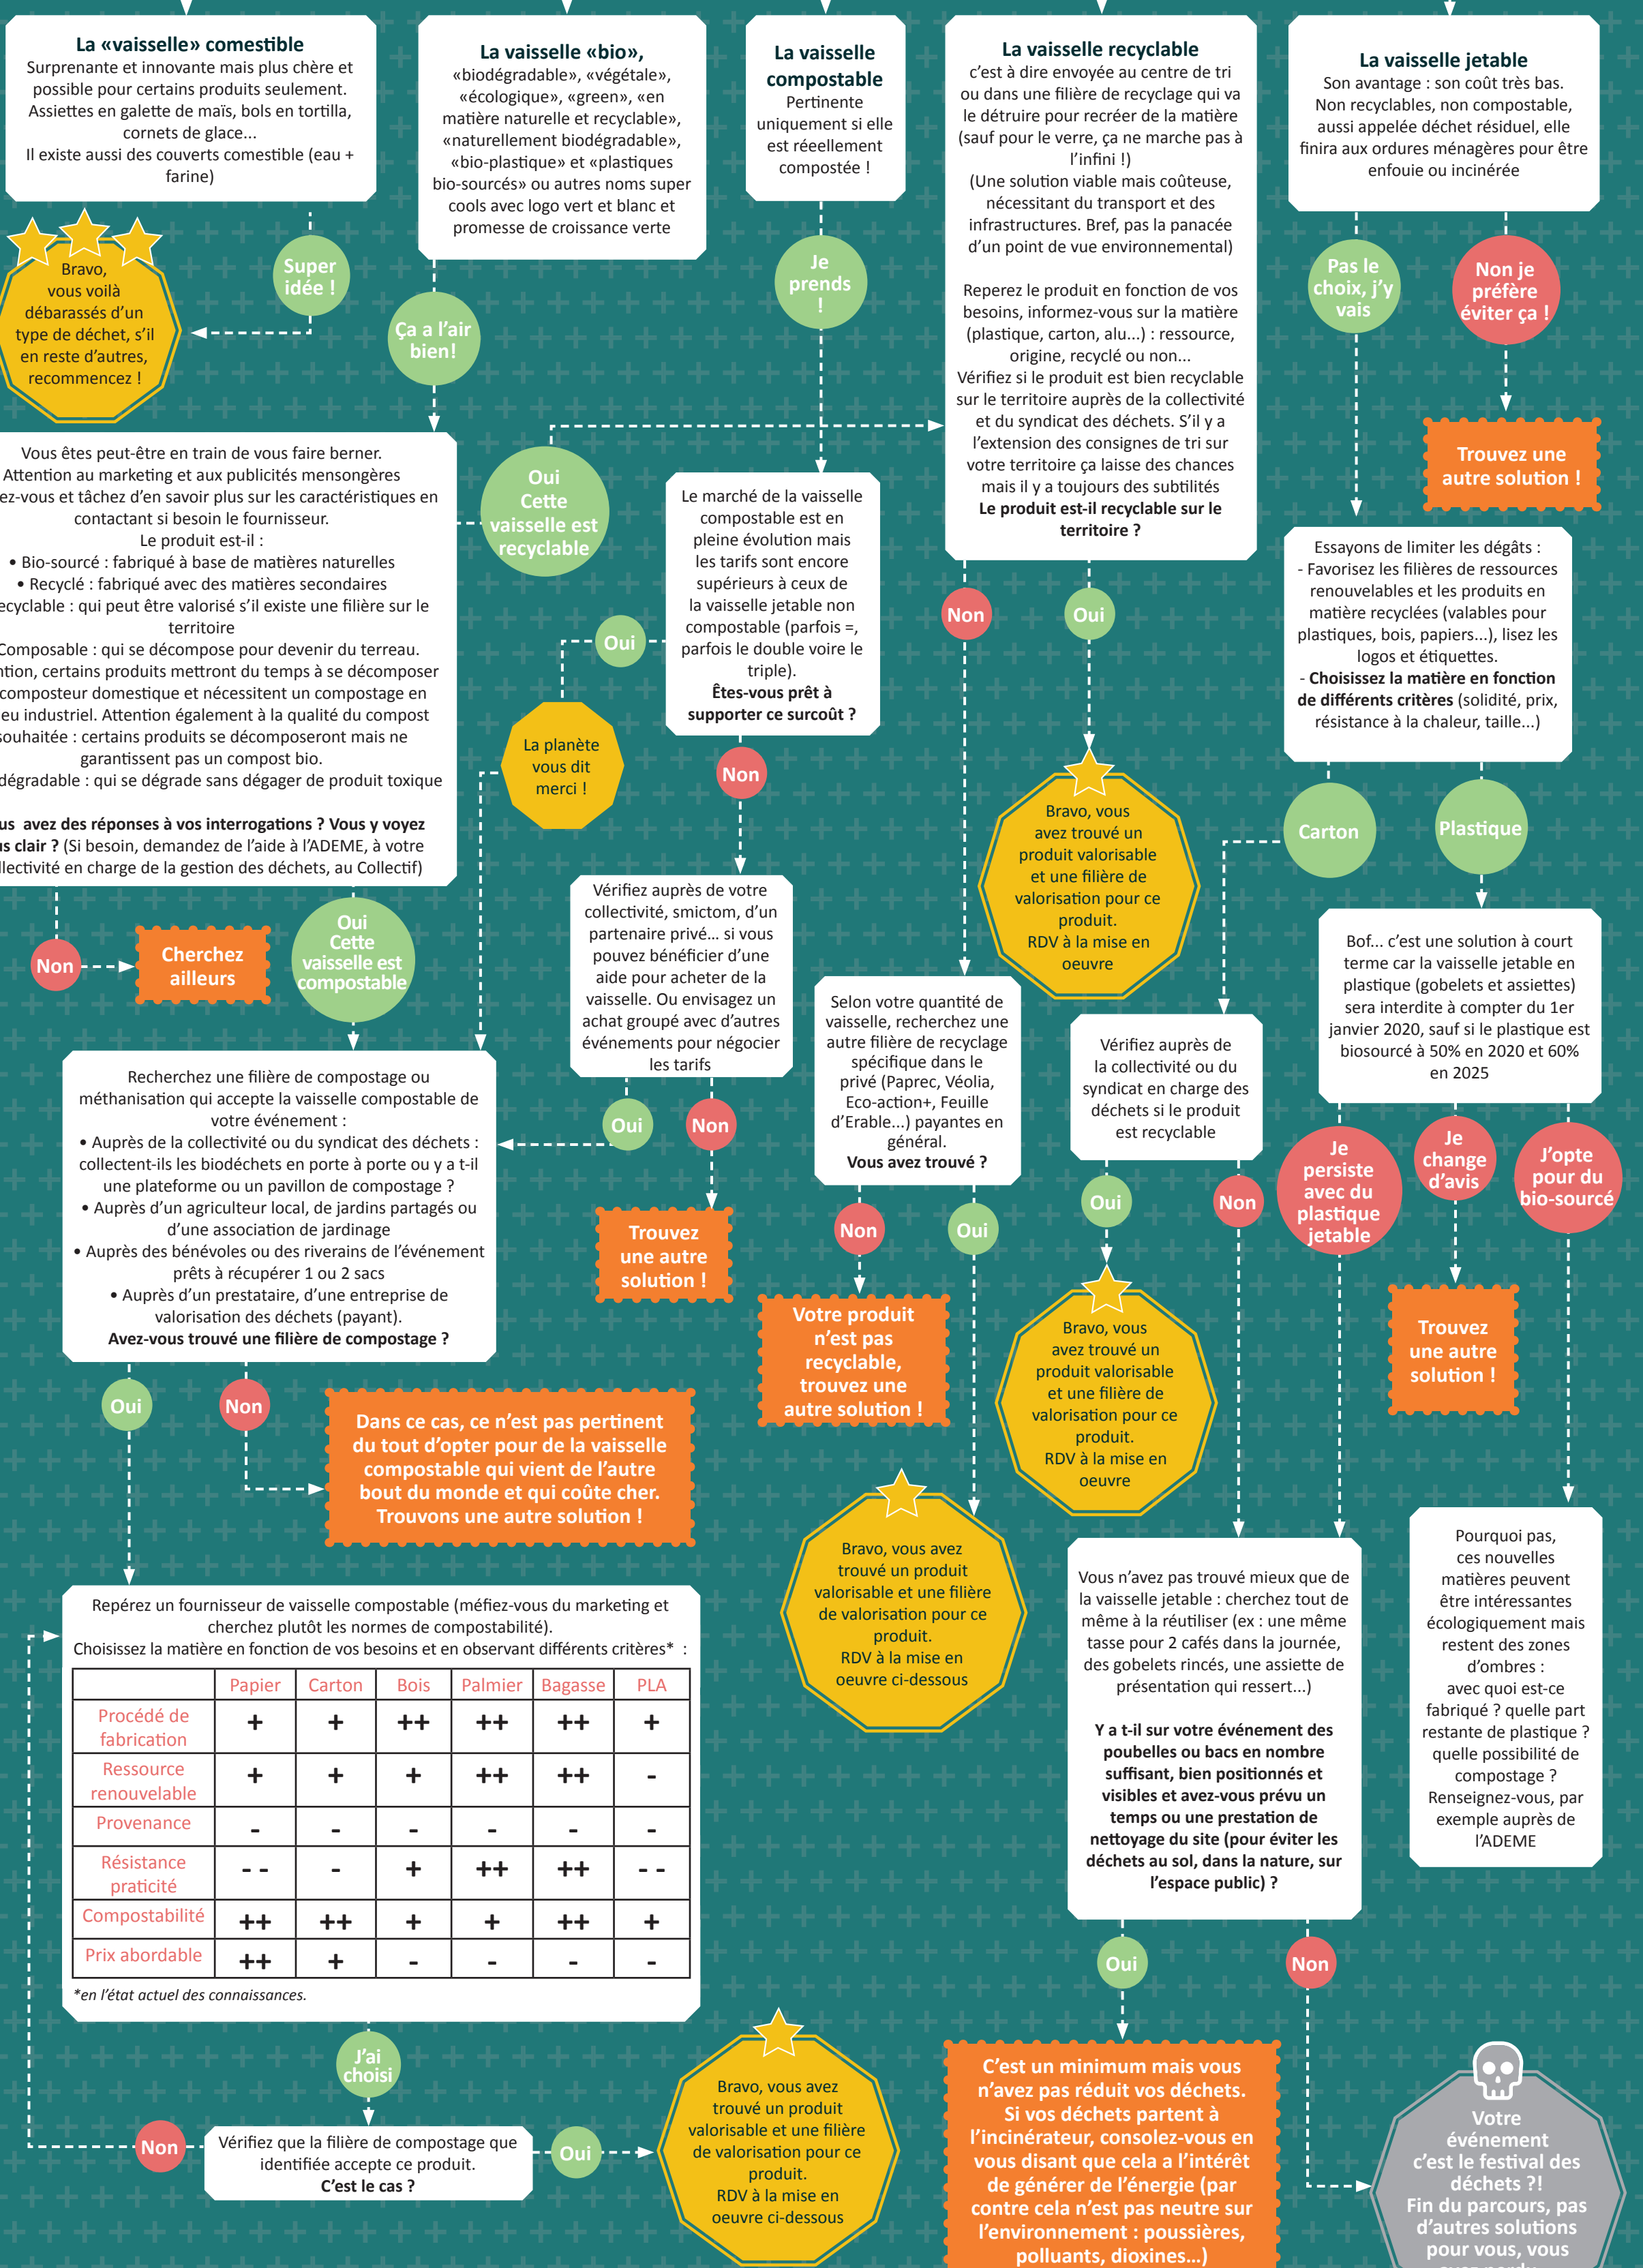 La «vaisselle» comestible
Surprenante et innovante mais plus chère et
possible pour certains produits seulement.
Assiettes en galette de maïs, bols en tortilla,
cornets de glace...
Il existe aussi des couverts comestible (eau +
farine)
La vaisselle «bio»,
«biodégradable», «végétale»,
«écologique», «green», «en
matière naturelle et recyclable»,
«naturellement biodégradable»,
«bio-plastique» et «plastiques
bio-sourcés» ou autres noms super
cools avec logo vert et blanc et
promesse de croissance verte
La vaisselle
compostable
Pertinente
uniquement si elle
est réeellement
compostée !
La vaisselle recyclable
c'est à dire envoyée au centre de tri
ou dans une filière de recyclage qui va
le détruire pour recréer de la matière
(sauf pour le verre, ça ne marche pas à
l'infini !)
(Une solution viable mais coûteuse,
nécessitant du transport et des
infrastructures. Bref, pas la panacée
d'un point de vue environnemental)
Reperez le produit en fonction de vos
besoins, informez-vous sur la matière
(plastique, carton, alu...) : ressource,
origine, recyclé ou non...
Vérifiez si le produit est bien recyclable
sur le territoire auprès de la collectivité
et du syndicat des déchets. S'il y a
l'extension des consignes de tri sur
votre territoire ça laisse des chances
mais il y a toujours des subtilités
Le produit est-il recyclable sur le
territoire ?
La vaisselle jetable
Son avantage : son coût très bas.
Non recyclables, non compostable,
aussi appelée déchet résiduel, elle
finira aux ordures ménagères pour être
enfouie ou incinérée
Super
idée !
Bravo,
vous voilà
débarassés d'un
type de déchet, s'il
en reste d'autres,
recommencez !
Ça a l'air
bien!
Je
prends
!
Pas le
choix, j'y
vais
Non je
préfère
éviter ça !
Trouvez une
autre solution !
Vous êtes peut-être en train de vous faire berner.
Attention au marketing et aux publicités mensongères
ez-vous et tâchez d'en savoir plus sur les caractéristiques en
contactant si besoin le fournisseur.
Le produit est-il :
• Bio-sourcé : fabriqué à base de matières naturelles
• Recyclé : fabriqué avec des matières secondaires
ecyclable : qui peut être valorisé s'il existe une filière sur le
territoire
Composable : qui se décompose pour devenir du terreau.
ntion, certains produits mettront du temps à se décomposer
composteur domestique et nécessitent un compostage en
eu industriel. Attention également à la qualité du compost
souhaitée : certains produits se décomposeront mais ne
garantissent pas un compost bio.
dégradable : qui se dégrade sans dégager de produit toxique
us avez des réponses à vos interrogations ? Vous y voyez
us clair ? (Si besoin, demandez de l'aide à l'ADEME, à votre
llectivité en charge de la gestion des déchets, au Collectif)
Oui
Cette
vaisselle est
recyclable
Le marché de la vaisselle
compostable est en
pleine évolution mais
les tarifs sont encore
supérieurs à ceux de
la vaisselle jetable non
compostable (parfois =,
parfois le double voire le
triple).
Êtes-vous prêt à
supporter ce surcoût ?
Oui
La planète
vous dit
merci !
Non
Non
Oui
Essayons de limiter les dégâts :
- Favorisez les filières de ressources
renouvelables et les produits en
matière recyclées (valables pour
plastiques, bois, papiers...), lisez les
logos et étiquettes.
- Choisissez la matière en fonction
de différents critères (solidité, prix,
résistance à la chaleur, taille...)
Bravo, vous
avez trouvé un
produit valorisable
et une filière de
valorisation pour ce
produit.
RDV à la mise en
oeuvre
Carton
Plastique
Non
Cherchez
ailleurs
Oui
Cette
vaisselle est
compostable
Vérifiez auprès de votre
collectivité, smictom, d'un
partenaire privé... si vous
pouvez bénéficier d'une
aide pour acheter de la
vaisselle. Ou envisagez un
achat groupé avec d'autres
événements pour négocier
les tarifs
Selon votre quantité de
vaisselle, recherchez une
autre filière de recyclage
spécifique dans le
privé (Paprec, Véolia,
Eco-action+, Feuille
d'Erable...) payantes en
général.
Vous avez trouvé ?
Vérifiez auprès de
la collectivité ou du
syndicat en charge des
déchets si le produit
est recyclable
Bof... c'est une solution à court
terme car la vaisselle jetable en
plastique (gobelets et assiettes)
sera interdite à compter du 1er
janvier 2020, sauf si le plastique est
biosourcé à 50% en 2020 et 60%
en 2025
Recherchez une filière de compostage ou
méthanisation qui accepte la vaisselle compostable de
votre événement :
• Auprès de la collectivité ou du syndicat des déchets :
collectent-ils les biodéchets en porte à porte ou y a t-il
une plateforme ou un pavillon de compostage ?
• Auprès d'un agriculteur local, de jardins partagés ou
d'une association de jardinage
• Auprès des bénévoles ou des riverains de l'événement
prêts à récupérer 1 ou 2 sacs
• Auprès d'un prestataire, d'une entreprise de
valorisation des déchets (payant).
Avez-vous trouvé une filière de compostage ?
Oui
Non
Trouvez
une autre
solution !
Non
Oui
Votre produit
n'est pas
recyclable,
trouvez une
autre solution !
Oui
Non
Je
persiste
avec du
plastique
jetable
Je
change
d'avis
J'opte
pour du
bio-sourcé
Trouvez
une autre
solution !
Bravo, vous
avez trouvé un
produit valorisable
et une filière de
valorisation pour ce
produit.
RDV à la mise en
oeuvre
Oui
Non
Dans ce cas, ce n'est pas pertinent
du tout d'opter pour de la vaisselle
compostable qui vient de l'autre
bout du monde et qui coûte cher.
Trouvons une autre solution !
Bravo, vous avez
trouvé un produit
valorisable et une filière
de valorisation pour ce
produit.
RDV à la mise en
oeuvre ci-dessous
Vous n'avez pas trouvé mieux que de
la vaisselle jetable : cherchez tout de
même à la réutiliser (ex : une même
tasse pour 2 cafés dans la journée,
des gobelets rincés, une assiette de
présentation qui ressert...)
Y a t-il sur votre événement des
poubelles ou bacs en nombre
suffisant, bien positionnés et
visibles et avez-vous prévu un
temps ou une prestation de
nettoyage du site (pour éviter les
déchets au sol, dans la nature, sur
l'espace public) ?
Pourquoi pas,
ces nouvelles
matières peuvent
être intéressantes
écologiquement mais
restent des zones
d'ombres :
avec quoi est-ce
fabriqué ? quelle part
restante de plastique ?
quelle possibilité de
compostage ?
Renseignez-vous, par
exemple auprès de
l'ADEME
Repérez un fournisseur de vaisselle compostable (méfiez-vous du marketing et
cherchez plutôt les normes de compostabilité).
Choisissez la matière en fonction de vos besoins et en observant différents critères* :
Papier Carton Bois Palmier Bagasse PLA
Procédé de
fabrication + + ++ ++ ++ +
Ressource
renouvelable + + + ++ ++ -
Provenance - - - - - -
Résistance
praticité - - - + ++ ++ - -
Compostabilité ++ ++ + + ++ +
Prix abordable ++ + - - - -
*en l'état actuel des connaissances.
J'ai
choisi
Non
Vérifiez que la filière de compostage que
identifiée accepte ce produit.
C'est le cas ?
Oui
Bravo, vous avez
trouvé un produit
valorisable et une filière
de valorisation pour ce
produit.
RDV à la mise en
oeuvre ci-dessous
Oui
Non
C'est un minimum mais vous
n'avez pas réduit vos déchets.
Si vos déchets partent à
l'incinérateur, consolez-vous en
vous disant que cela a l'intérêt
de générer de l'énergie (par
contre cela n'est pas neutre sur
l'environnement : poussières,
polluants, dioxines...)
Votre
événement
c'est le festival des
déchets ?!
Fin du parcours, pas
d'autres solutions
pour vous, vous